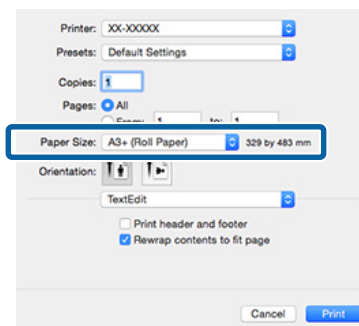 Printer: XX-XXXXX
Presets: Default Settings
Copies: 1
Pages: All
From: 1 to: 1
Paper Size: A3+ (Roll Paper) 329 by 483 mm
Orientation:
TextEdit
Print header and footer
Rewrap contents to fit page
Cancel Print